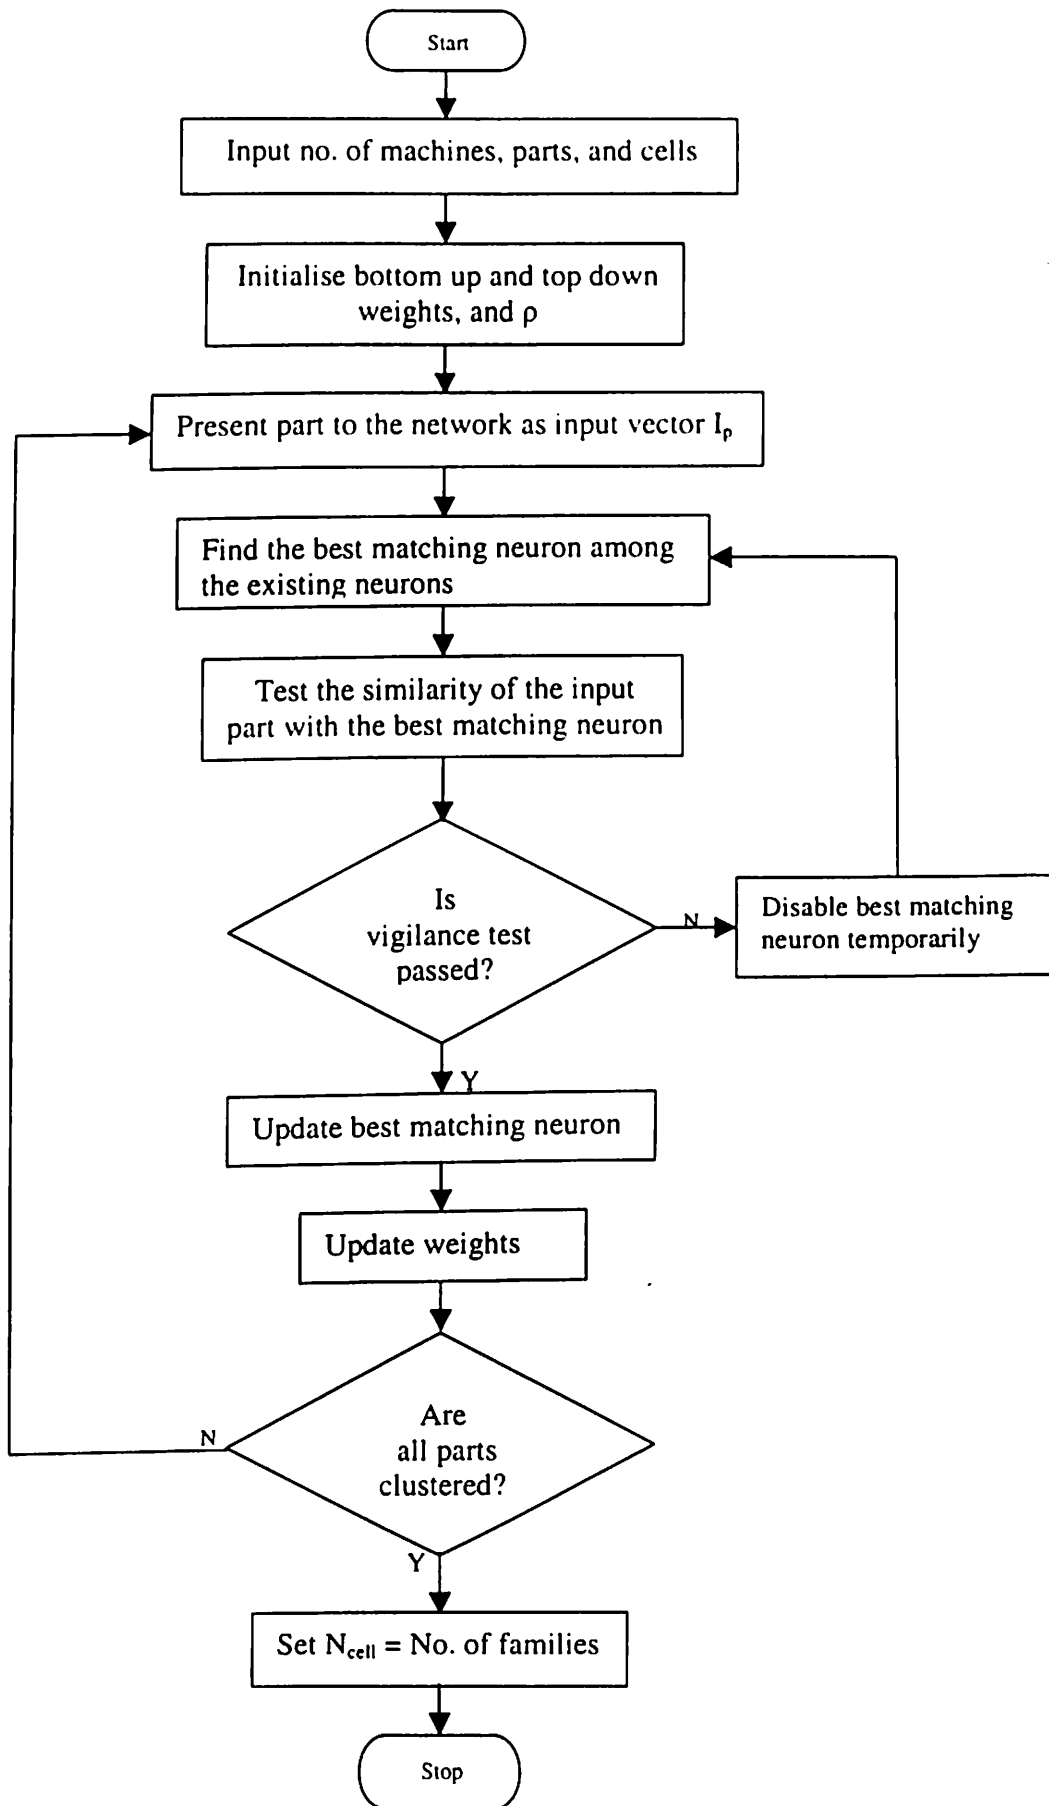 Start
Input no. of machines, parts, and cells
Initialise bottom up and top down
weights, and ρ
Present part to the network as input vector Iₚ
Find the best matching neuron among
the existing neurons
Test the similarity of the input
part with the best matching neuron
Is
vigilance test
passed?
N
Disable best matching
neuron temporarily
Y
Update best matching neuron
Update weights
Are
all parts
clustered?
N
Y
Set N_cell = No. of families
Stop